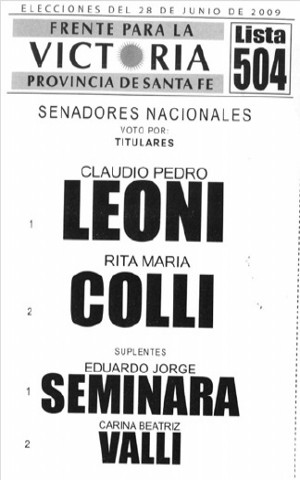 ELECCIONES DEL 28 DE JUNIO DE 2009
FRENTE PARA LA
VICTORIA
PROVINCIA DE SANTA FE
Lista
504
SENADORES NACIONALES
VOTO POR:
TITULARES
CLAUDIO PEDRO
1 LEONI
RITA MARIA
2 COLLI
SUPLENTES
EDUARDO JORGE
1 SEMINARA
CARINA BEATRIZ
2 VALLI